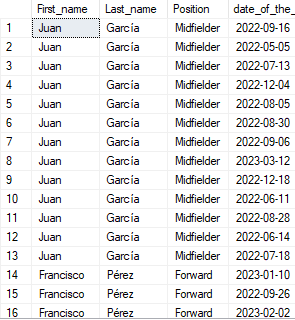 First_name Last_name Position date_of_the_
1 Juan García Midfielder 2022-09-16
2 Juan García Midfielder 2022-05-05
3 Juan García Midfielder 2022-07-13
4 Juan García Midfielder 2022-12-04
5 Juan García Midfielder 2022-08-05
6 Juan García Midfielder 2022-08-30
7 Juan García Midfielder 2022-09-06
8 Juan García Midfielder 2023-03-12
9 Juan García Midfielder 2022-12-18
10 Juan García Midfielder 2022-06-11
11 Juan García Midfielder 2022-08-28
12 Juan García Midfielder 2022-06-14
13 Juan García Midfielder 2022-07-18
14 Francisco Pérez Forward 2023-01-10
15 Francisco Pérez Forward 2022-09-26
16 Francisco Pérez Forward 2023-02-02